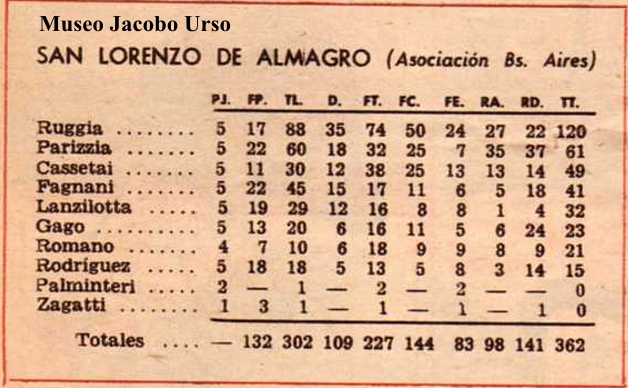 Museo Jacobo Urso
SAN LORENZO DE ALMAGRO (Asociación Bs. Aires)
PJ. FP. TL. D. FT. FC. FE. RA. RD. TT.
Ruggia ........ 5 17 88 35 74 50 24 27 22 120
Parizzia ...... 5 22 60 18 32 25 7 35 37 61
Cassetai ...... 5 11 30 12 38 25 13 13 14 49
Fagnani ...... 5 22 45 15 17 11 6 5 18 41
Lanzilotta ..... 5 19 29 12 16 8 8 1 4 32
Gago .......... 5 13 20 6 16 11 5 6 24 23
Romano ....... 4 7 10 6 18 9 9 8 9 21
Rodríguez ..... 5 18 18 5 13 5 8 3 14 15
Palminteri .... 2 — 1 — 2 — 2 — — 0
Zagatti ........ 1 3 1 — 1 — 1 — 1 0
Totales .... — 132 302 109 227 144 83 98 141 362